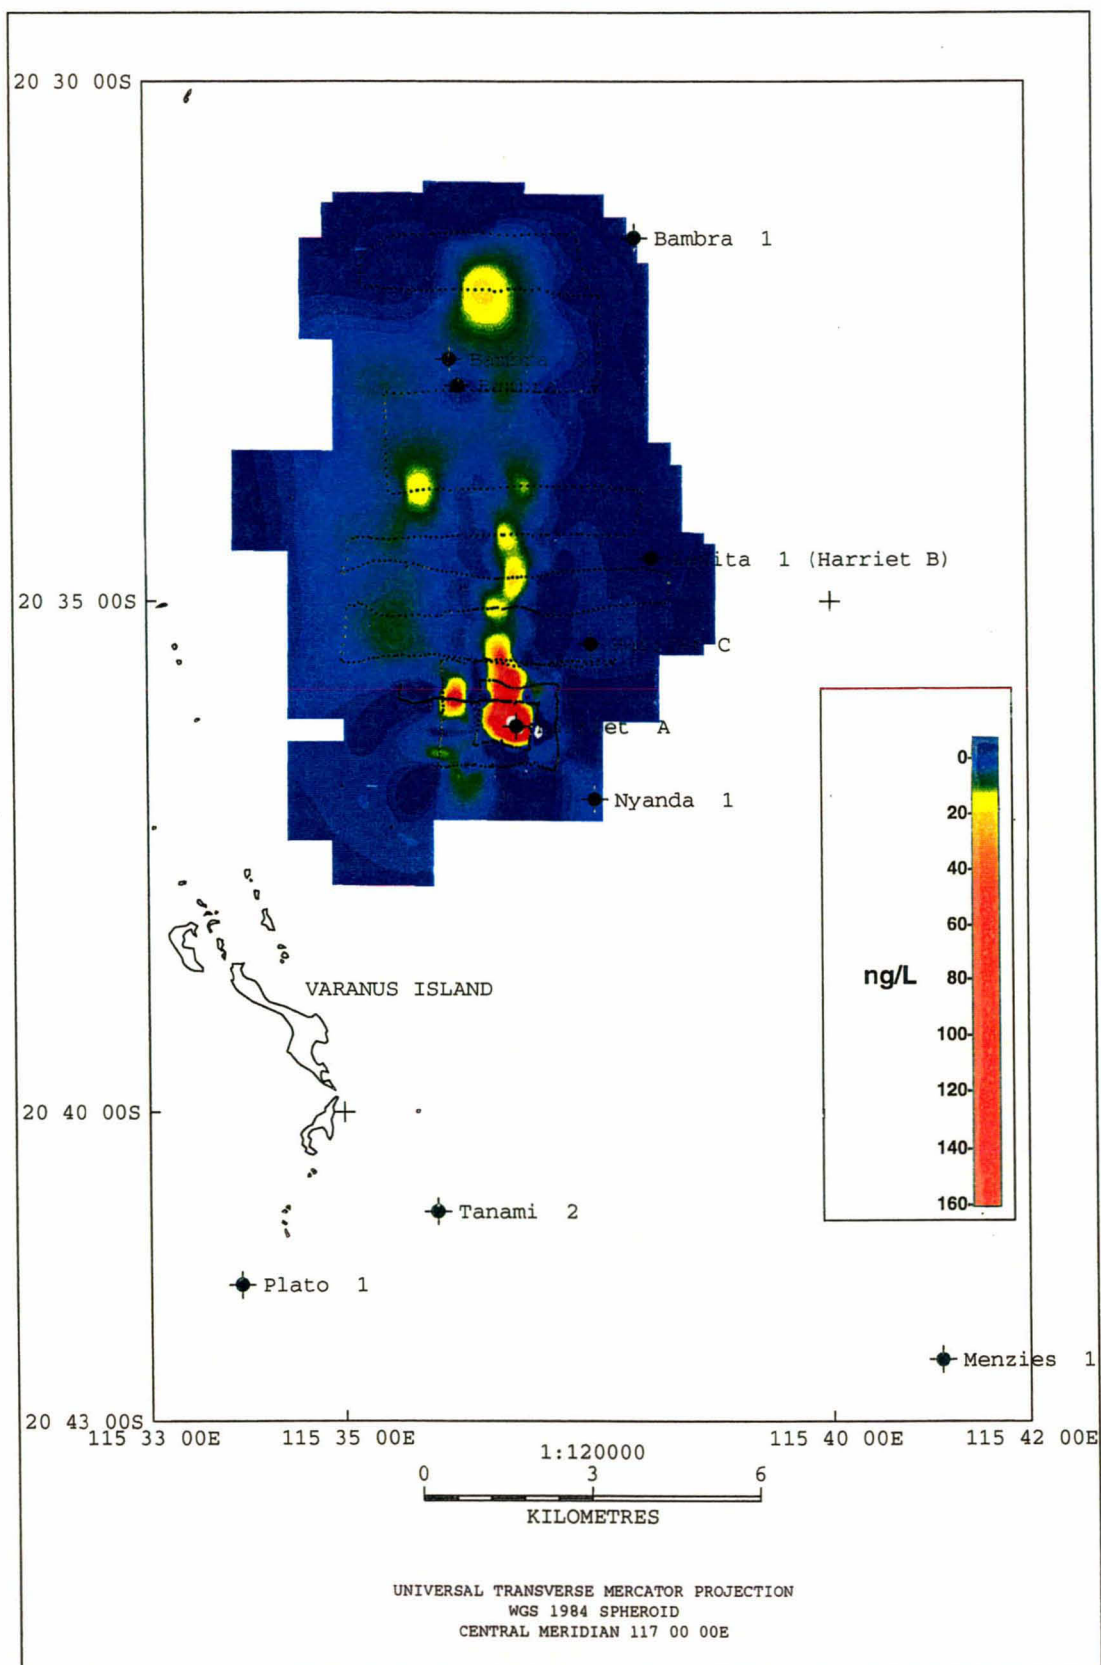 20 30 00S
Bambra 1
Bambra
Bambra
ita 1 (Harriet B)
20 35 00S
C
et A
Nyanda 1
0
20
40
60
ng/L
80
100
120
140
160
VARANUS ISLAND
20 40 00S
Tanami 2
Plato 1
Menzies 1
20 43 00S
115 33 00E 115 35 00E 115 40 00E 115 42 00E
1:120000
0 3 6
KILOMETRES
UNIVERSAL TRANSVERSE MERCATOR PROJECTION
WGS 1984 SPHEROID
CENTRAL MERIDIAN 117 00 00E